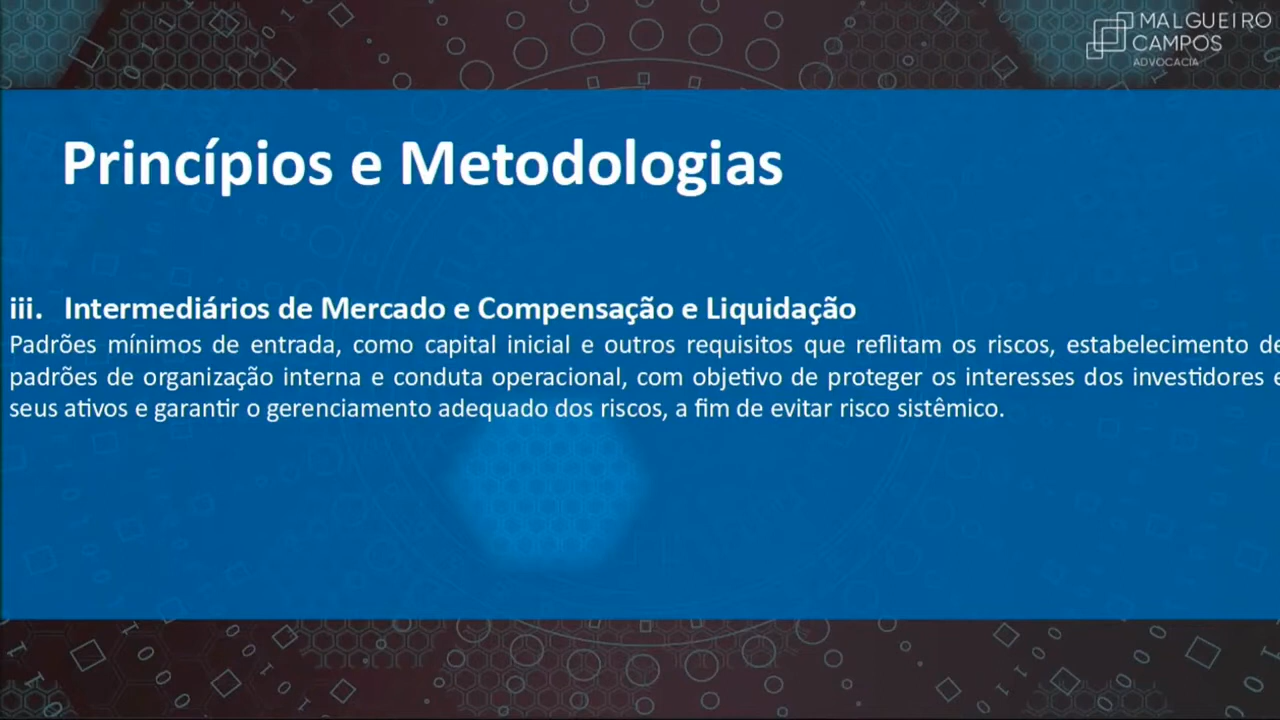 MALGUEIRO
CAMPOS
ADVOCACIA
Princípios e Metodologias
iii. Intermediários de Mercado e Compensação e Liquidação
Padrões mínimos de entrada, como capital inicial e outros requisitos que reflitam os riscos, estabelecimento de
padrões de organização interna e conduta operacional, com objetivo de proteger os interesses dos investidores e
seus ativos e garantir o gerenciamento adequado dos riscos, a fim de evitar risco sistêmico.